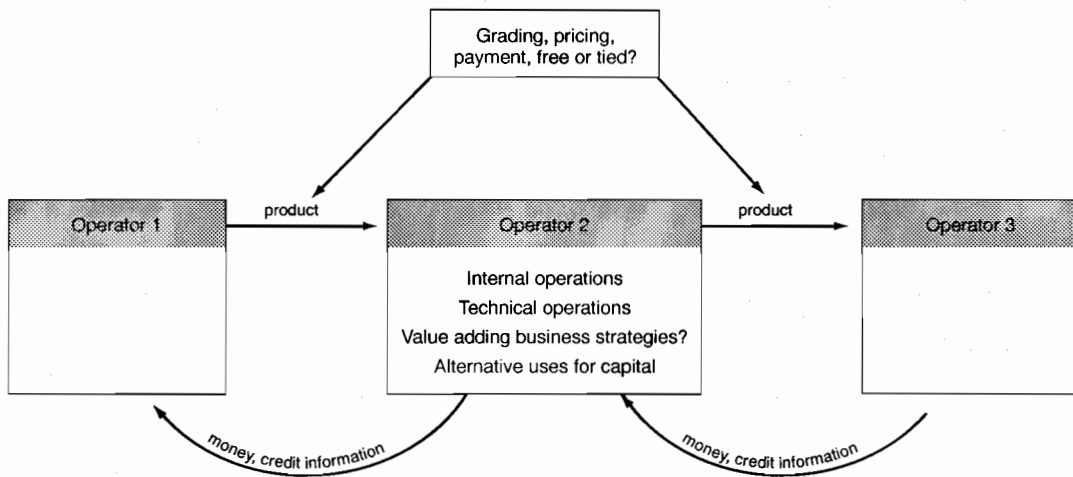 Grading, pricing,
payment, free or tied?
Operator 1
product
Operator 2
product
Operator 3
Internal operations
Technical operations
Value adding business strategies?
Alternative uses for capital
money, credit information
money, credit information